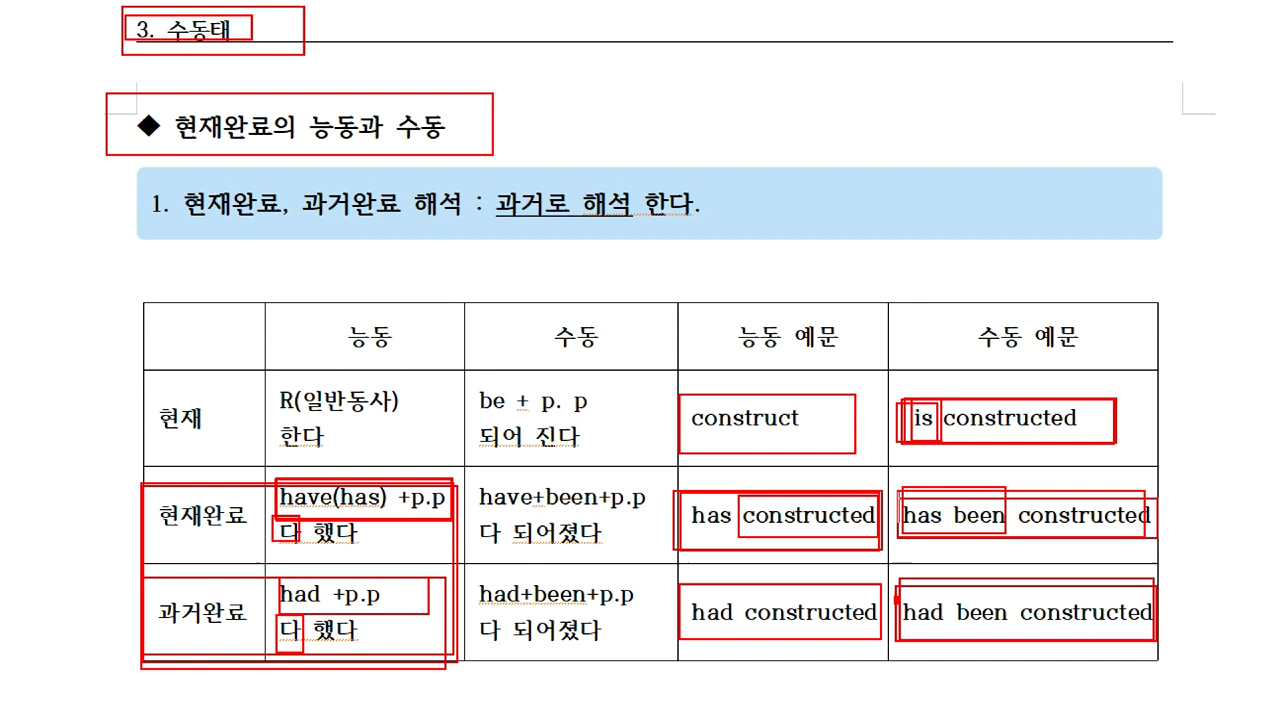 3. 수동태
◆ 현재완료의 능동과 수동
1. 현재완료, 과거완료 해석 : 과거로 해석 한다.
능동 수동 능동 예문 수동 예문
현재 R(일반동사) 한다 be + p. p 되어 진다 construct is constructed
현재완료 have(has) +p.p 다 했다 have+been+p.p 다 되어졌다 has constructed has been constructed
과거완료 had +p.p 다 했다 had+been+p.p 다 되어졌다 had constructed had been constructed